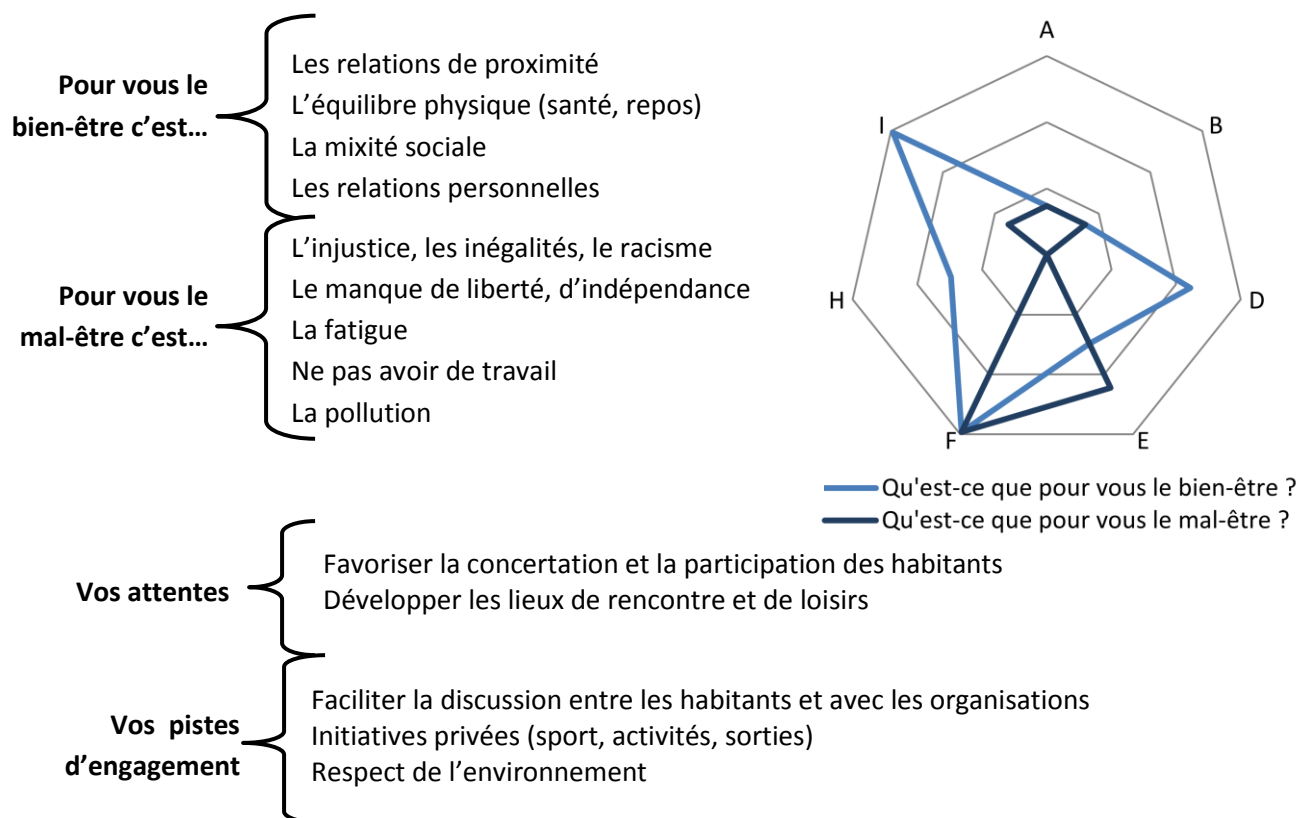 Pour vous le
bien-être c’est…
Les relations de proximité
L’équilibre physique (santé, repos)
La mixité sociale
Les relations personnelles
Pour vous le
mal-être c’est…
L’injustice, les inégalités, le racisme
Le manque de liberté, d’indépendance
La fatigue
Ne pas avoir de travail
La pollution
A
B
D
E
F
H
I
Qu'est-ce que pour vous le bien-être ?
Qu'est-ce que pour vous le mal-être ?
Vos attentes
Favoriser la concertation et la participation des habitants
Développer les lieux de rencontre et de loisirs
Vos pistes
d’engagement
Faciliter la discussion entre les habitants et avec les organisations
Initiatives privées (sport, activités, sorties)
Respect de l’environnement